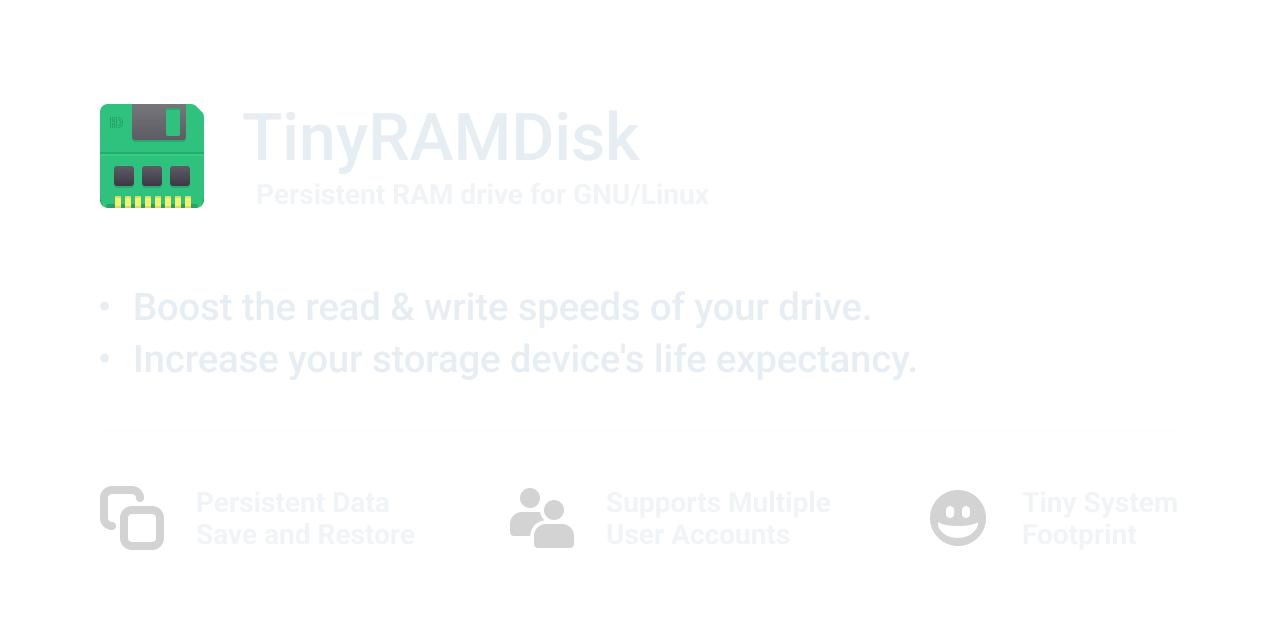 TinyRAMDisk
Persistent RAM drive for GNU/Linux
• Boost the read & write speeds of your drive.
• Increase your storage device's life expectancy.
Persistent Data
Save and Restore
Supports Multiple
User Accounts
Tiny System
Footprint